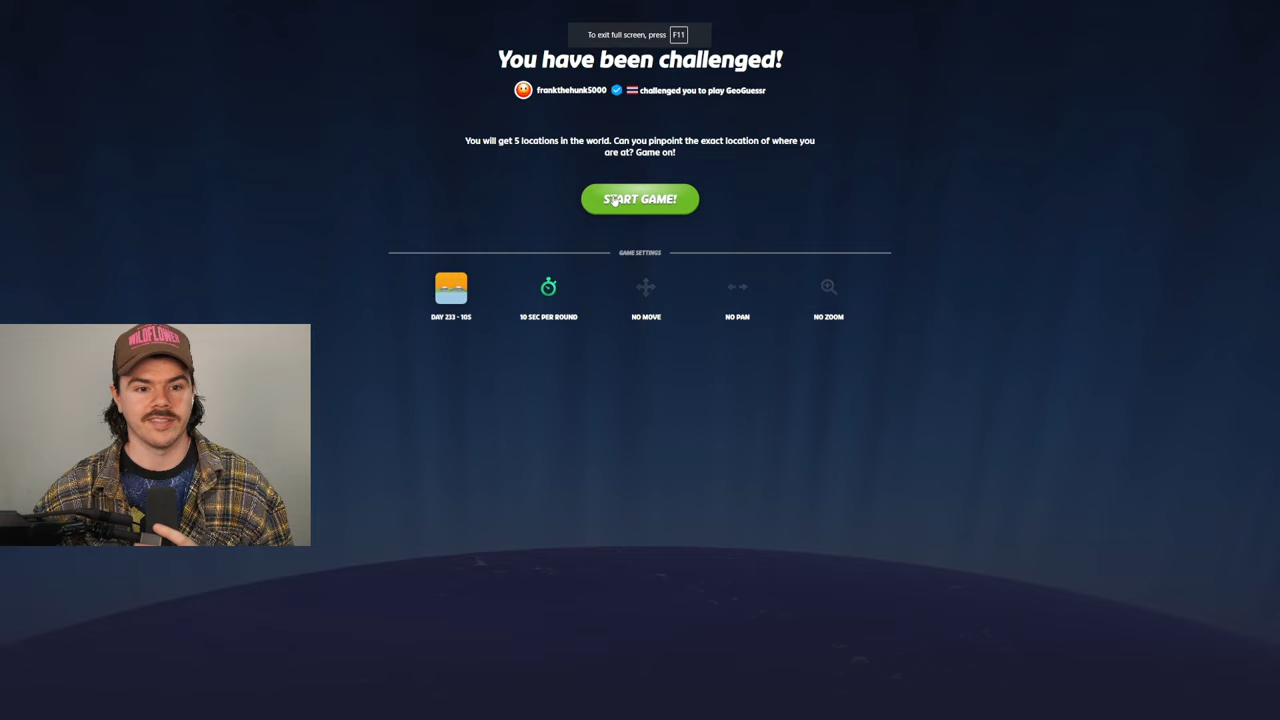 To exit full screen, press F11
You have been challenged!
frankthehunk5000 challenged you to play GeoGuessr
You will get 5 locations in the world. Can you pinpoint the exact location of where you
are at? Game on!
START GAME!
GAME SETTINGS
DAY 233 - 10S
10 SEC PER ROUND
NO MOVE
NO PAN
NO ZOOM
WILDFLOWER